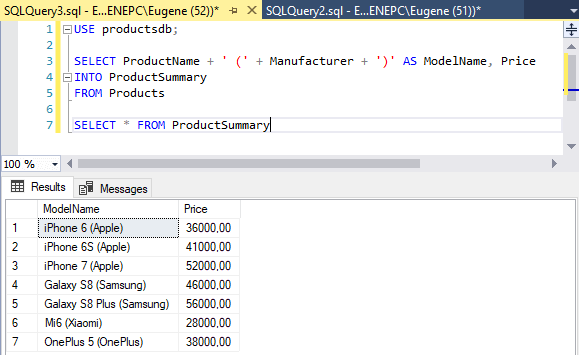 SQLQuery3.sql - E...ENEPC\Eugene (52))*
SQLQuery2.sql - E...ENEPC\Eugene (51))*
1 USE productsdb;
2
3 SELECT ProductName + ' (' + Manufacturer + ')' AS ModelName, Price
4 INTO ProductSummary
5 FROM Products
6
7 SELECT * FROM ProductSummary
100 %
Results Messages
ModelName Price
1 iPhone 6 (Apple) 36000,00
2 iPhone 6S (Apple) 41000,00
3 iPhone 7 (Apple) 52000,00
4 Galaxy S8 (Samsung) 46000,00
5 Galaxy S8 Plus (Samsung) 56000,00
6 Mi6 (Xiaomi) 28000,00
7 OnePlus 5 (OnePlus) 38000,00